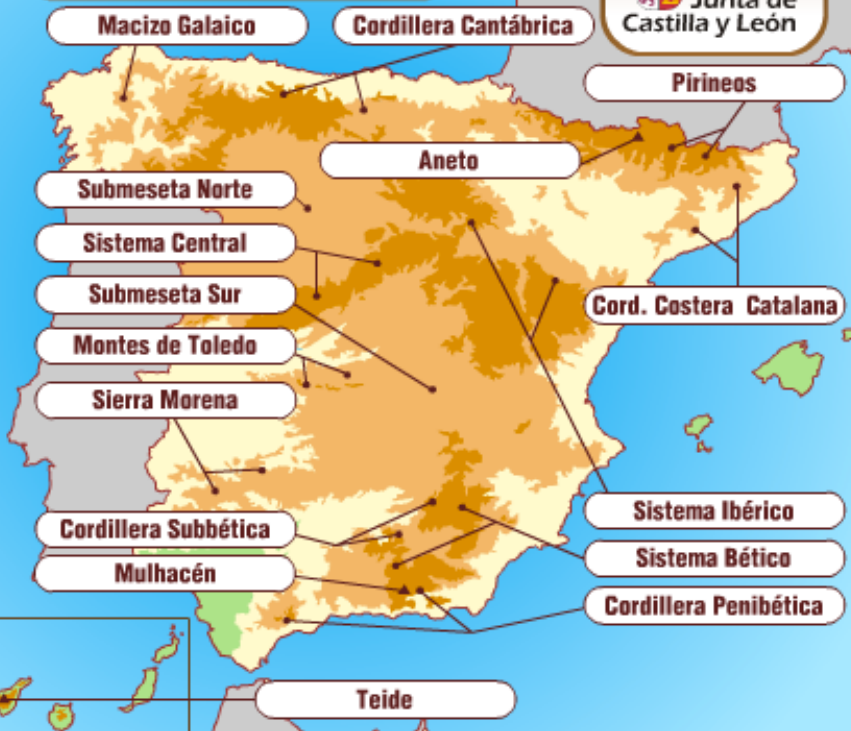 Junta de
Castilla y León
Macizo Galaico
Cordillera Cantábrica
Pirineos
Aneto
Submeseta Norte
Sistema Central
Submeseta Sur
Cord. Costera Catalana
Montes de Toledo
Sierra Morena
Sistema Ibérico
Cordillera Subbética
Sistema Bético
Mulhacén
Cordillera Penibética
Teide